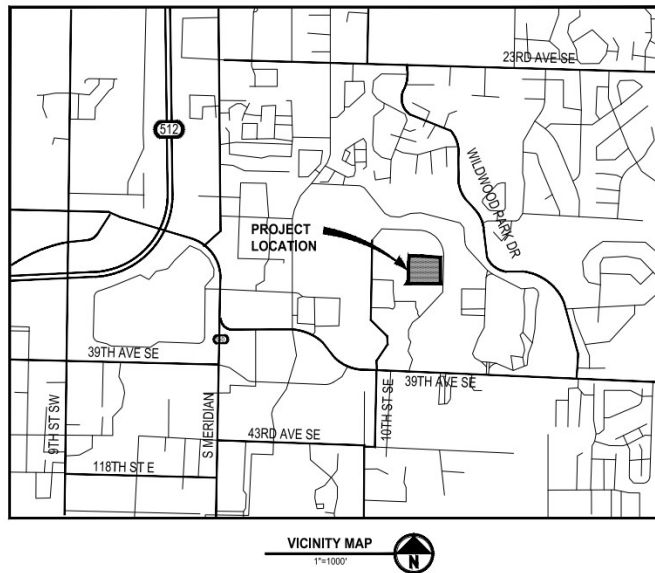 23RD AVE SE
512
WILDWOOD PARK DR
PROJECT
LOCATION
39TH AVE SE
39TH AVE SE
9TH ST SW
S MERIDIAN
10TH ST SE
43RD AVE SE
118TH ST E
VICINITY MAP
1"=1000'
N